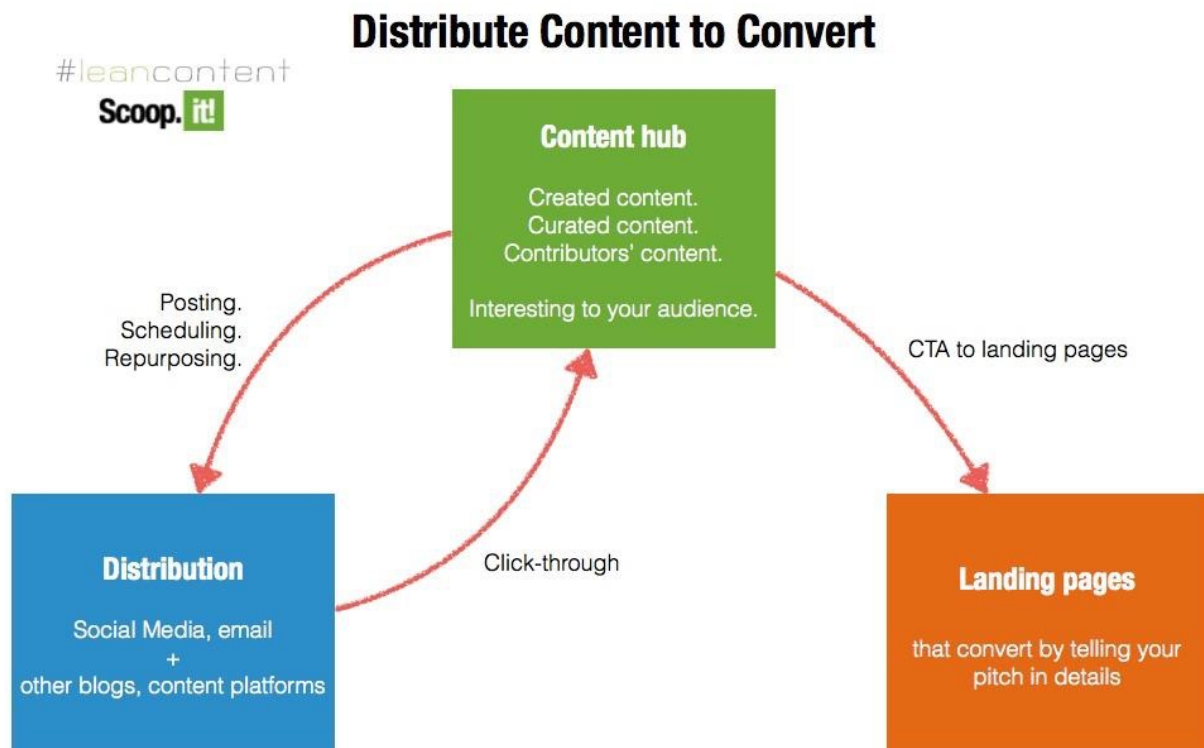 Distribute Content to Convert
#leancontent
Scoop.it!
Content hub
Created content.
Curated content.
Contributors' content.
Interesting to your audience.
Posting.
Scheduling.
Repurposing.
CTA to landing pages
Click-through
Distribution
Social Media, email
+
other blogs, content platforms
Landing pages
that convert by telling your
pitch in details